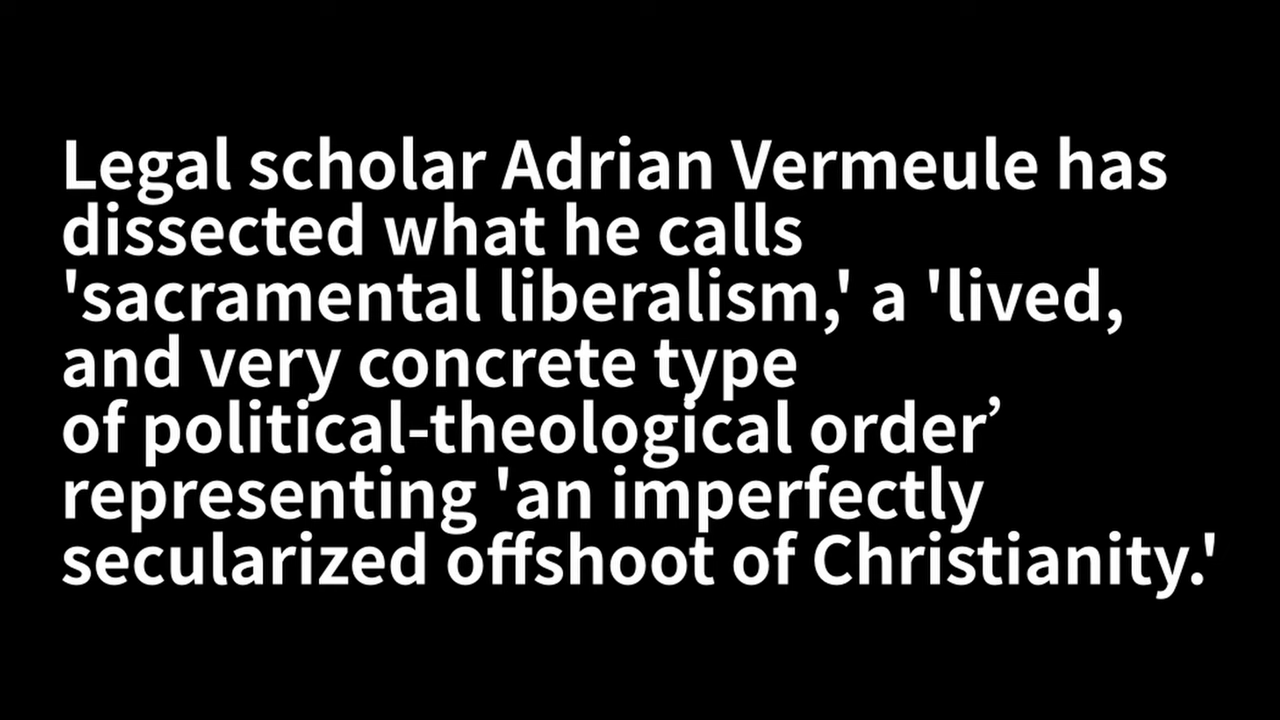 Legal scholar Adrian Vermeule has
dissected what he calls
'sacramental liberalism,' a 'lived,
and very concrete type
of political-theological order’
representing 'an imperfectly
secularized offshoot of Christianity.'